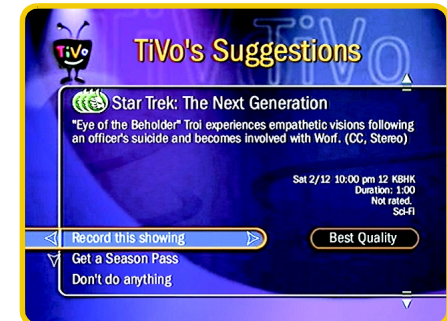 TiVo
TiVo's Suggestions
Star Trek: The Next Generation
"Eye of the Beholder" Troi experiences empathetic visions following
an officer's suicide and becomes involved with Worf. (CC, Stereo)
Sat 2/12 10:00 pm 12 KBHK
Duration: 1:00
Not rated.
Sci-Fi
Record this showing
Best Quality
Get a Season Pass
Don't do anything